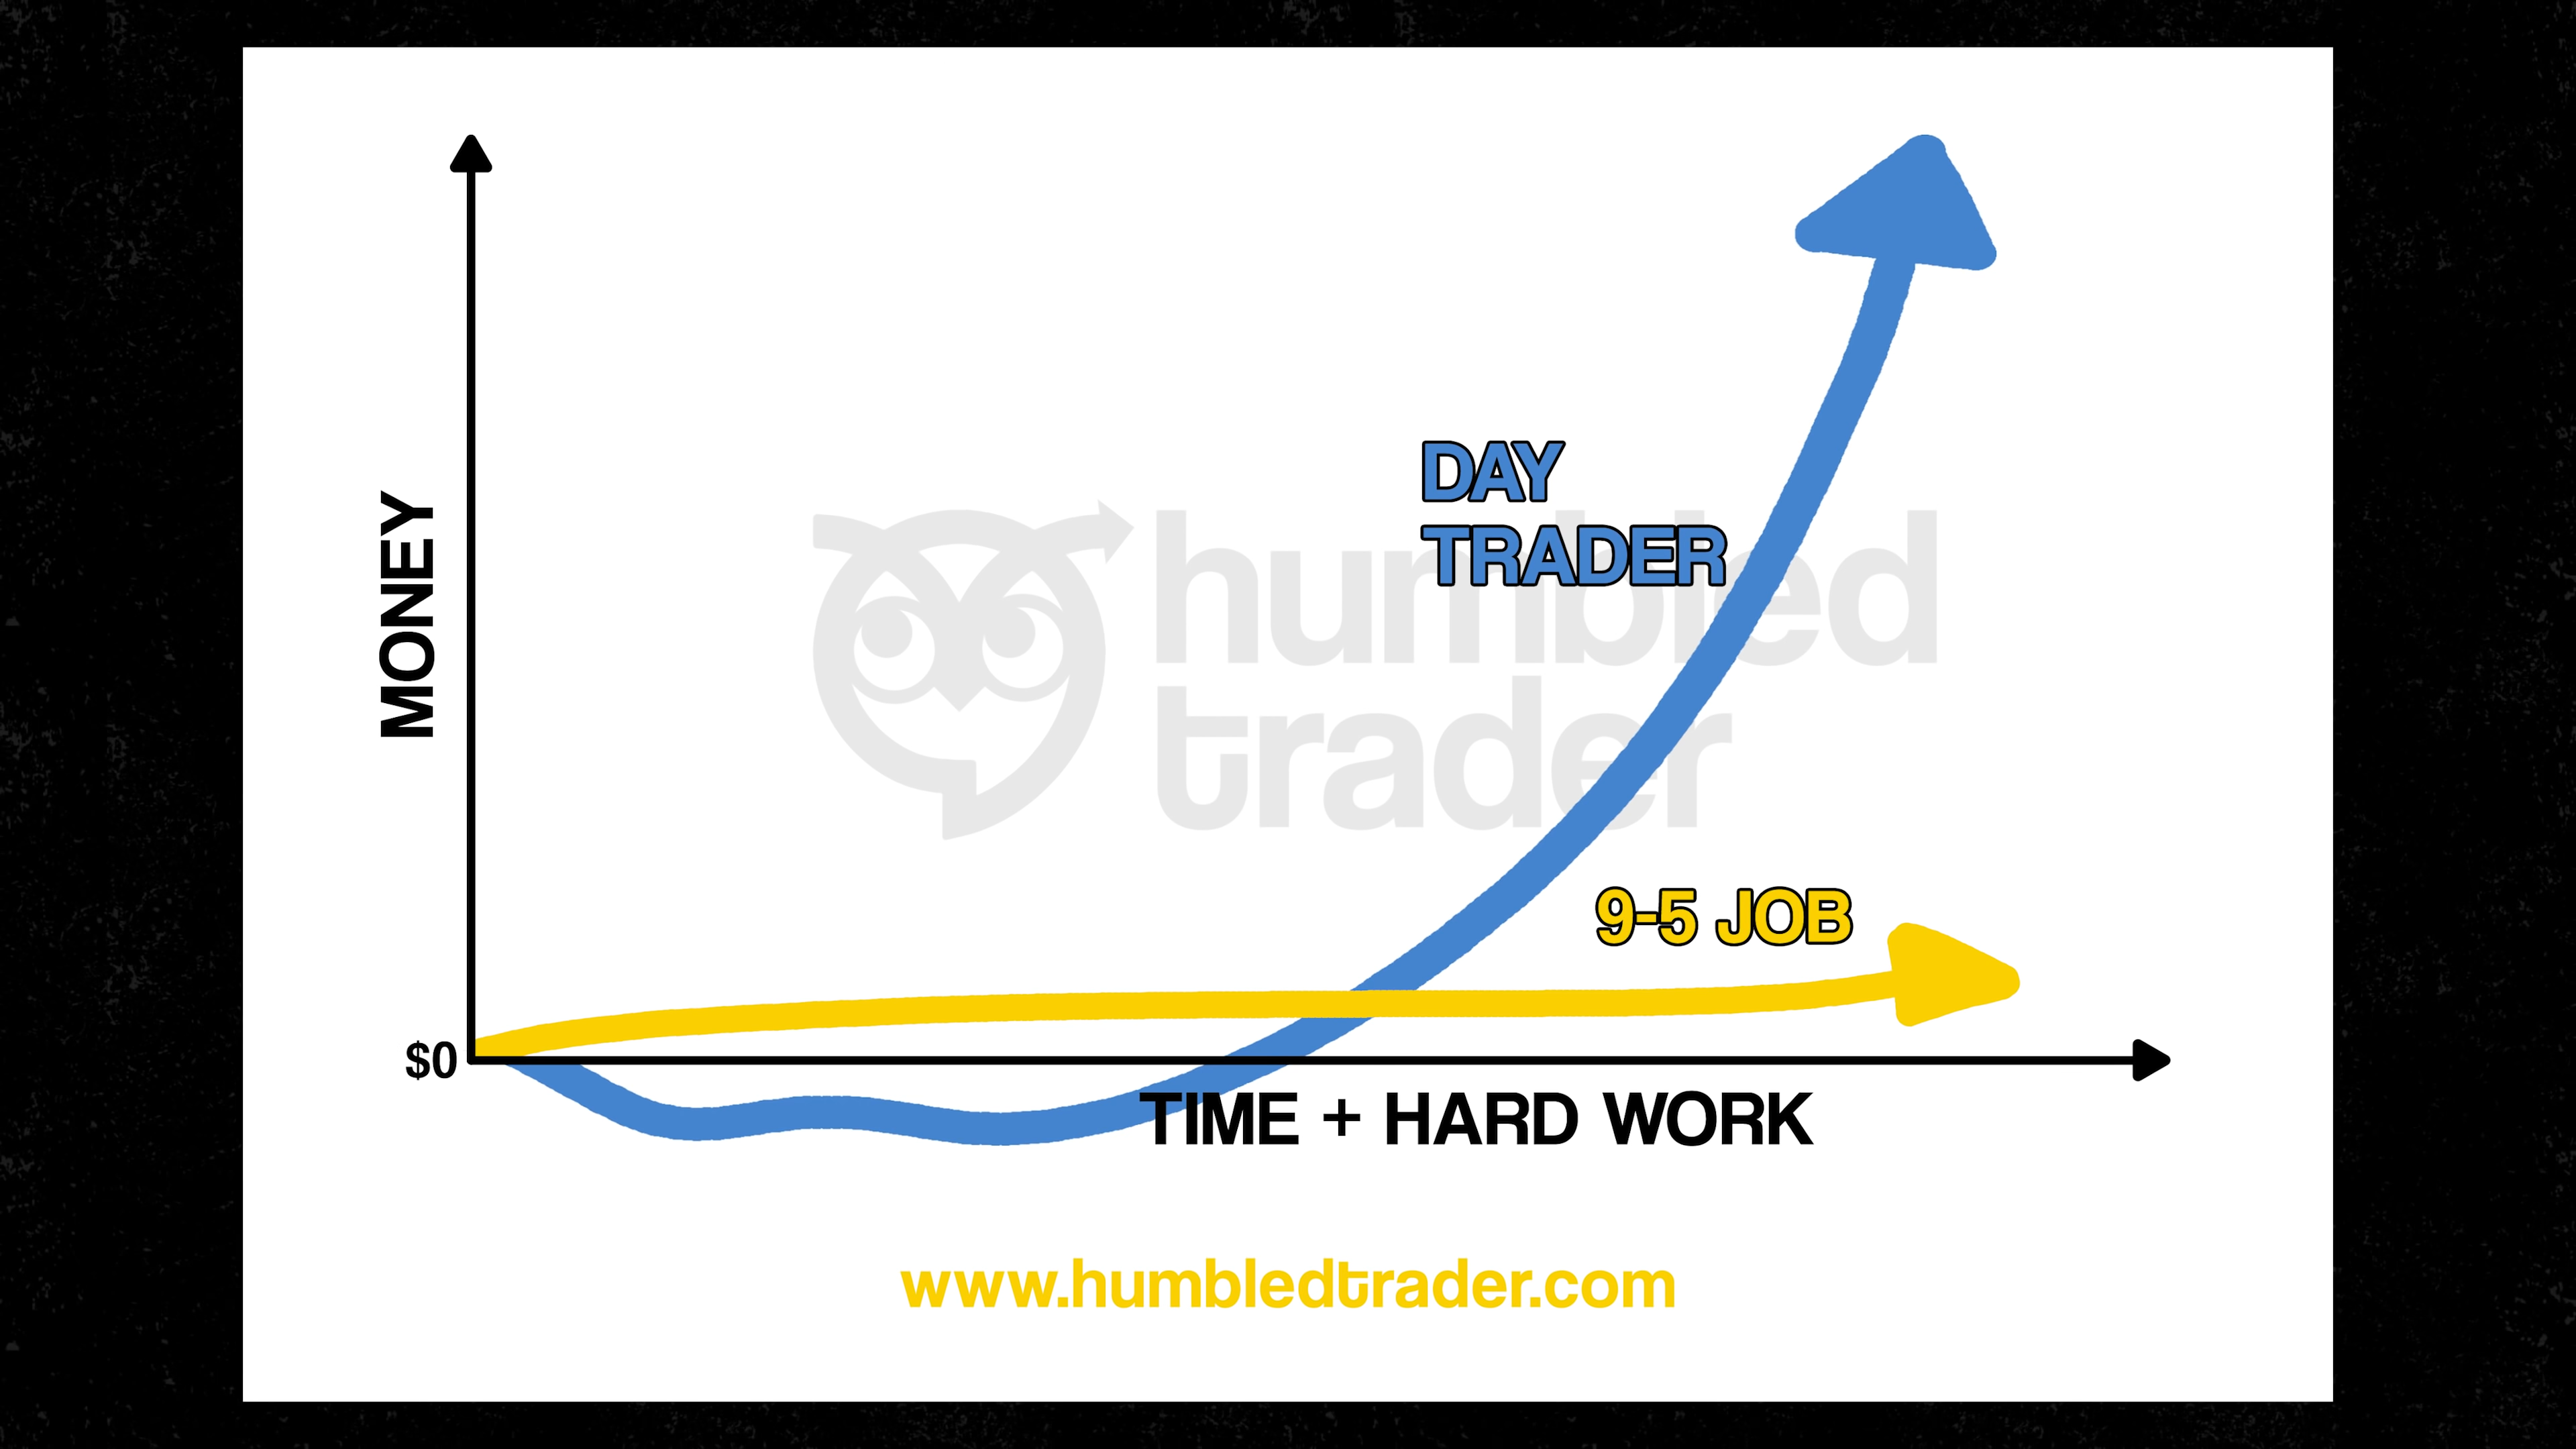 MONEY
DAY
TRADER
humbled
trader
9-5 JOB
$0
TIME + HARD WORK
www.humbledtrader.com